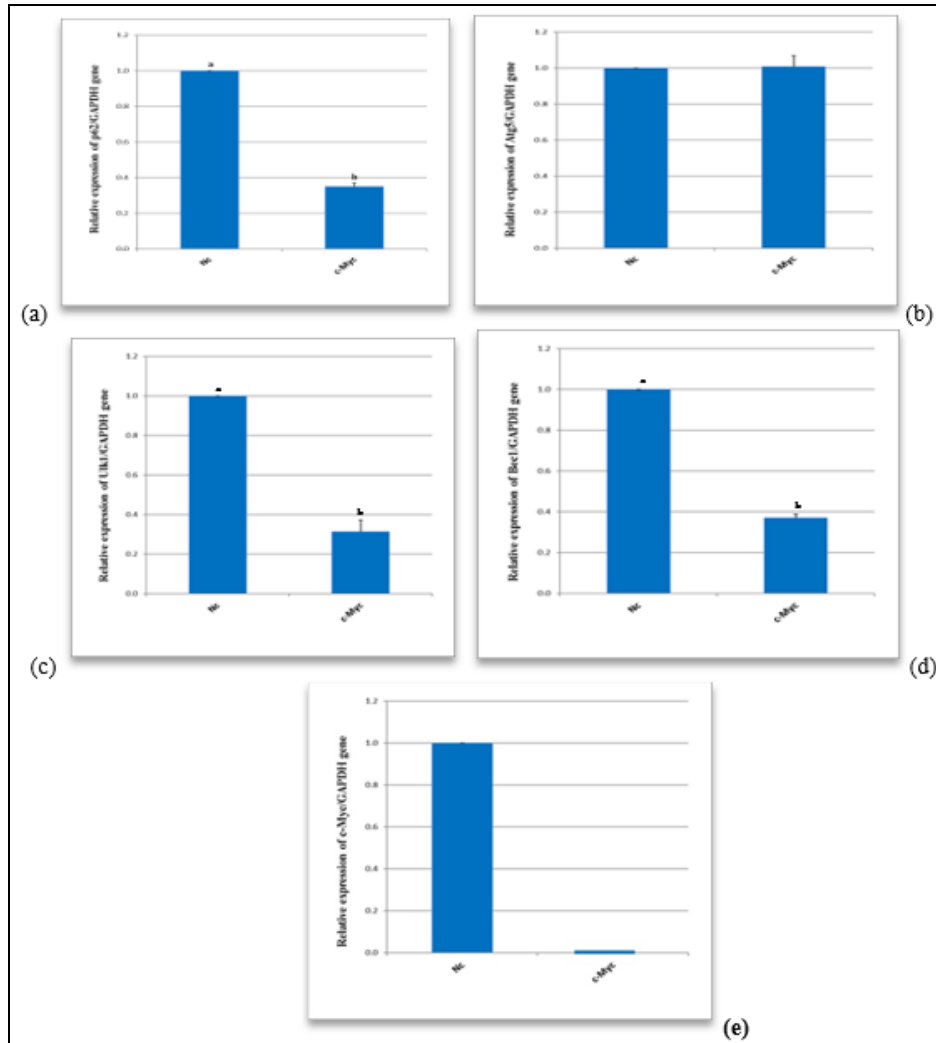 1.2
1.0
0.8
0.6
0.4
0.2
0.0
Relative expression of p62/GAPDH gene
a
b
Nc
c-Myc
(a)
1.2
1.0
0.8
0.6
0.4
0.2
0.0
Relative expression of Atg5/GAPDH gene
Nc
c-Myc
(b)
1.2
1.0
0.8
0.6
0.4
0.2
0.0
Relative expression of Ulk1/GAPDH gene
a
b
Nc
c-Myc
(c)
1.2
1.0
0.8
0.6
0.4
0.2
0.0
Relative expression of Bec1/GAPDH gene
a
b
Nc
c-Myc
(d)
1.2
1.0
0.8
0.6
0.4
0.2
0.0
Relative expression of c-Myc/GAPDH gene
Nc
c-Myc
(e)